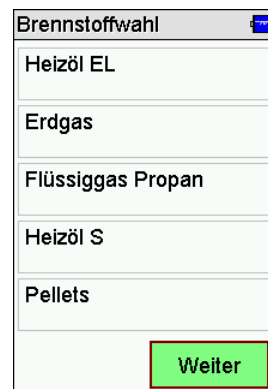 Brennstoffwahl
Heizöl EL
Erdgas
Flüssiggas Propan
Heizöl S
Pellets
Weiter